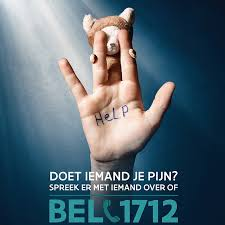 HELP
DOET IEMAND JE PIJN?
SPREEK ER MET IEMAND OVER OF
BEL 1712